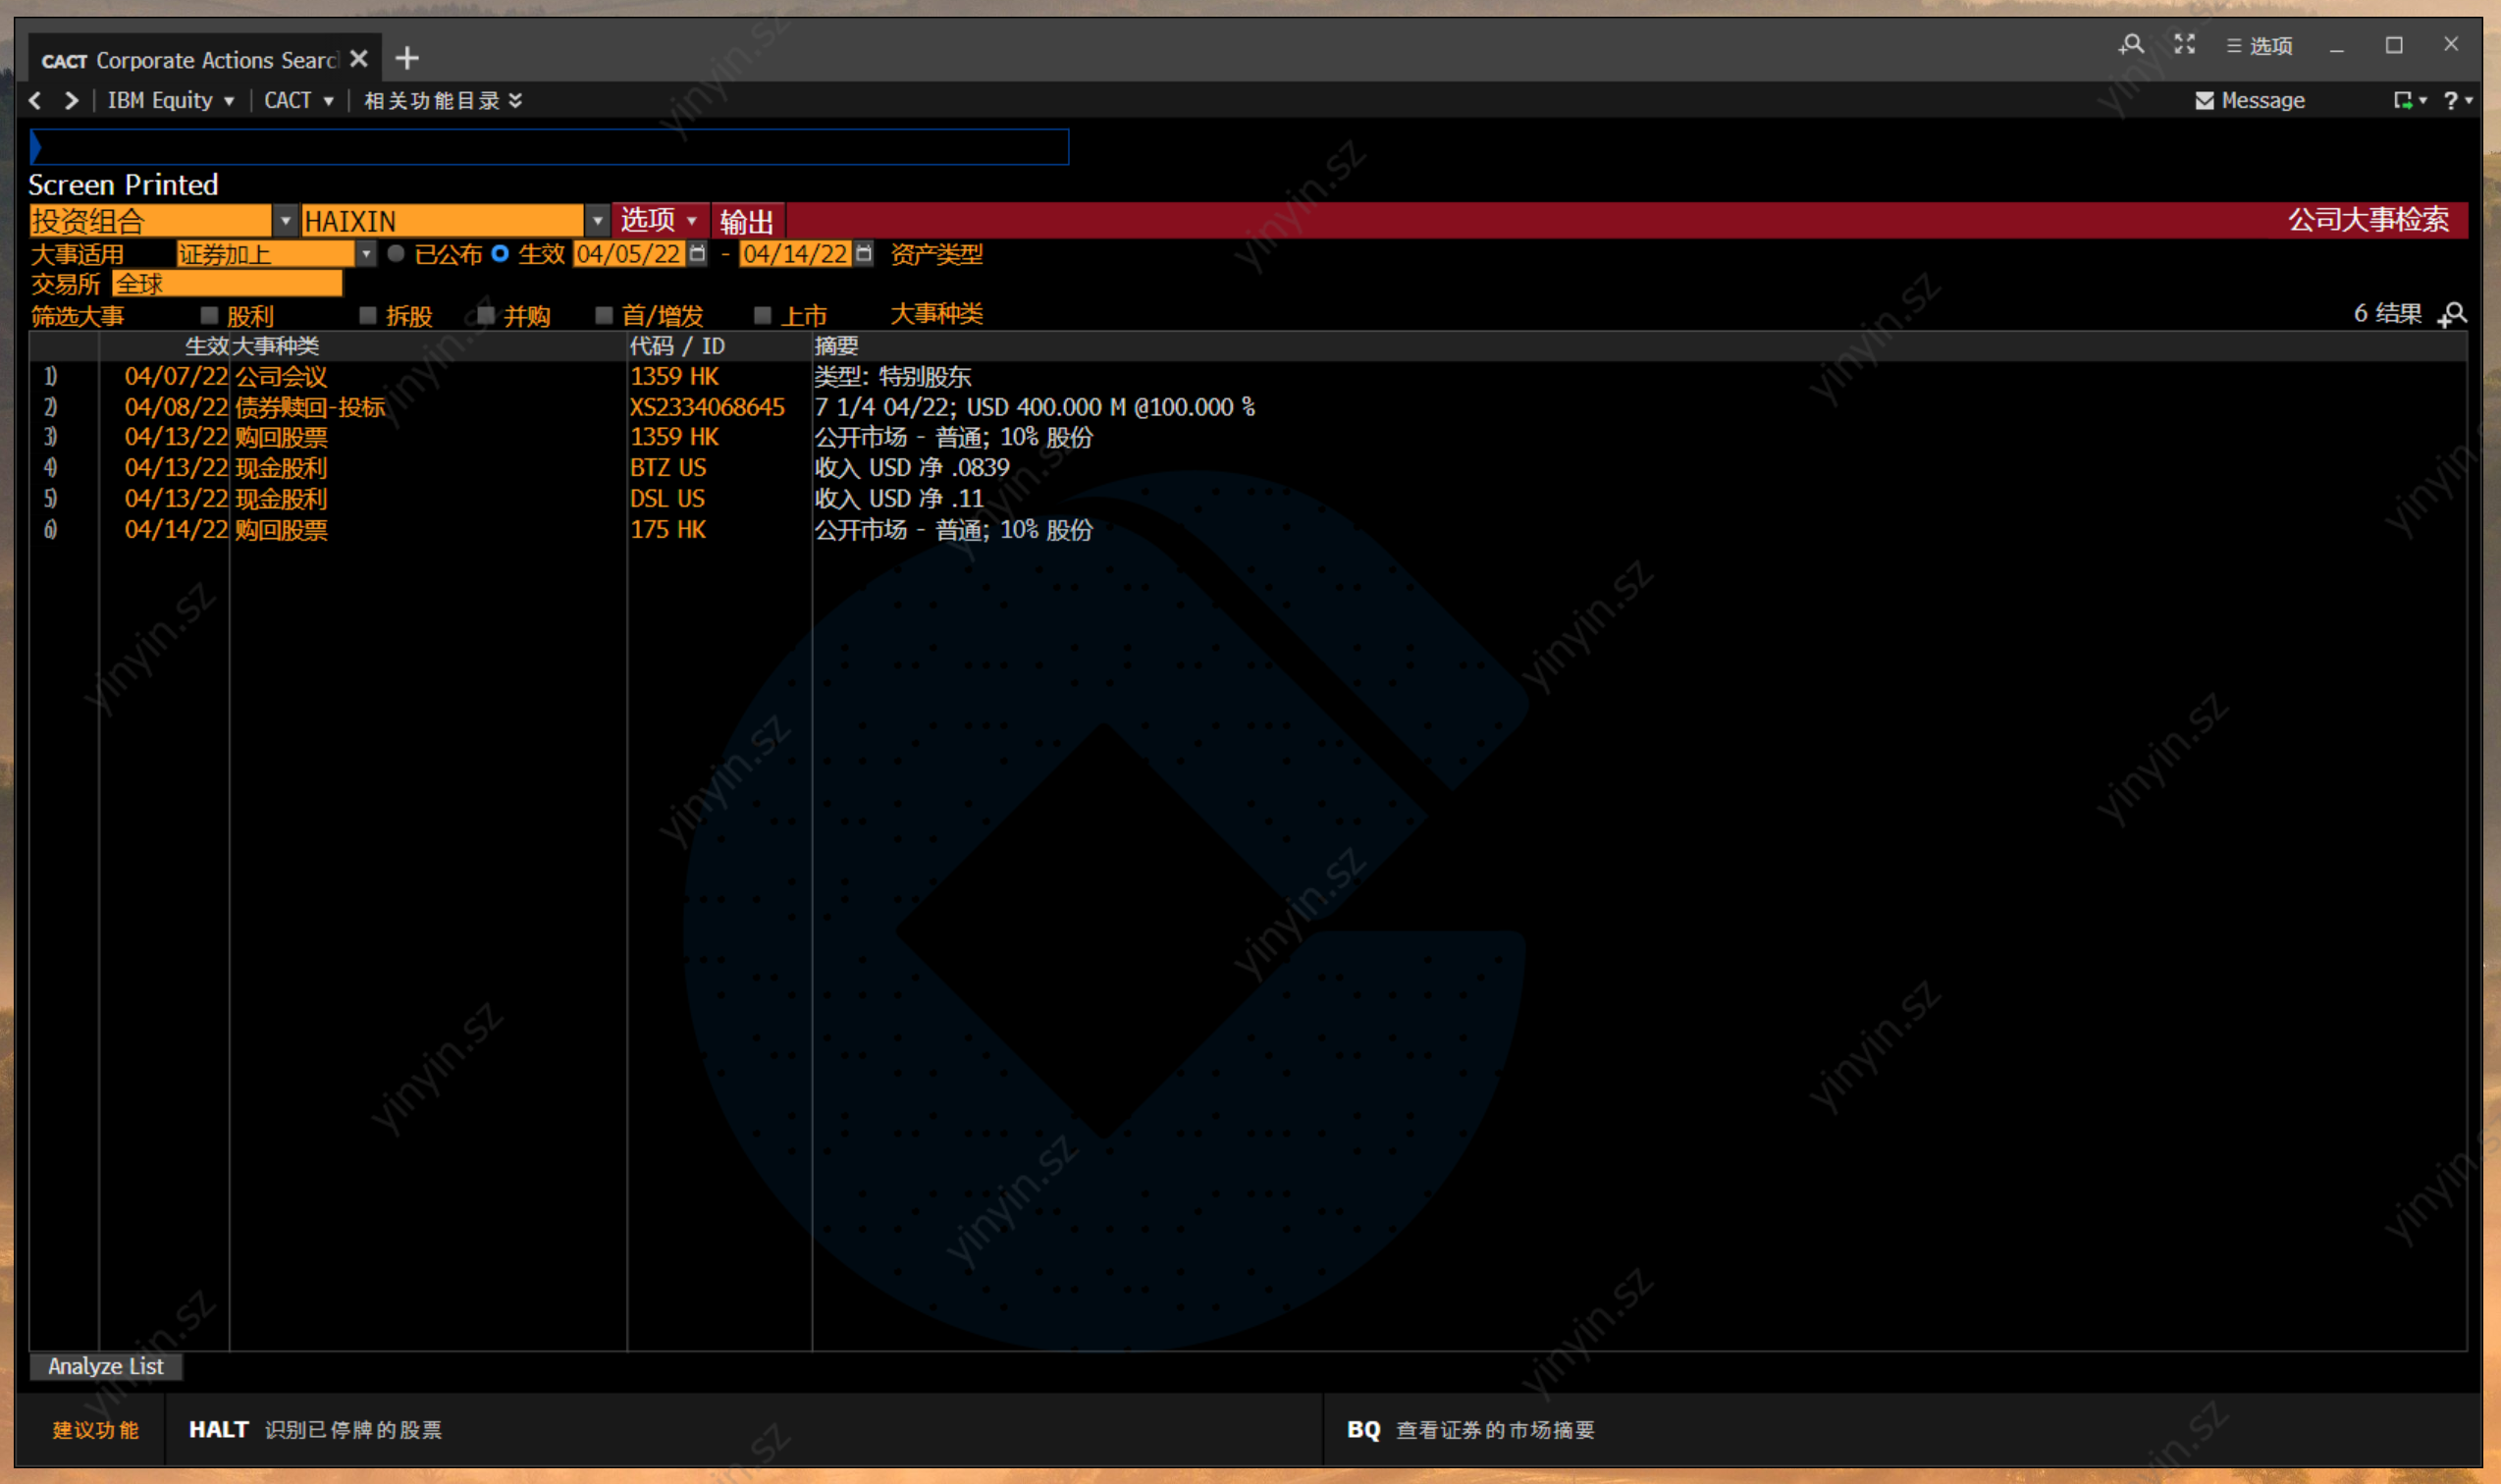 CACT Corporate Actions Searc
选项
IBM Equity CACT 相关功能目录 Message ?
Screen Printed
投资组合 HAIXIN 选项 输出 公司大事检索
大事适用 证券加上 已公布 生效 04/05/22 - 04/14/22 资产类型
交易所 全球
筛选大事 股利 拆股 并购 首/增发 上市 大事种类 6 结果
生效 大事种类 代码 / ID 摘要
1) 04/07/22 公司会议 1359 HK 类型: 特别股东
2) 04/08/22 债券赎回-投标 XS2334068645 7 1/4 04/22; USD 400.000 M @100.000 %
3) 04/13/22 购回股票 1359 HK 公开市场 - 普通; 10% 股份
4) 04/13/22 现金股利 BTZ US 收入 USD 净 .0839
5) 04/13/22 现金股利 DSL US 收入 USD 净 .11
6) 04/14/22 购回股票 175 HK 公开市场 - 普通; 10% 股份
Analyze List
建议功能 HALT 识别已停牌的股票 BQ 查看证券的市场摘要
yinyin.sz